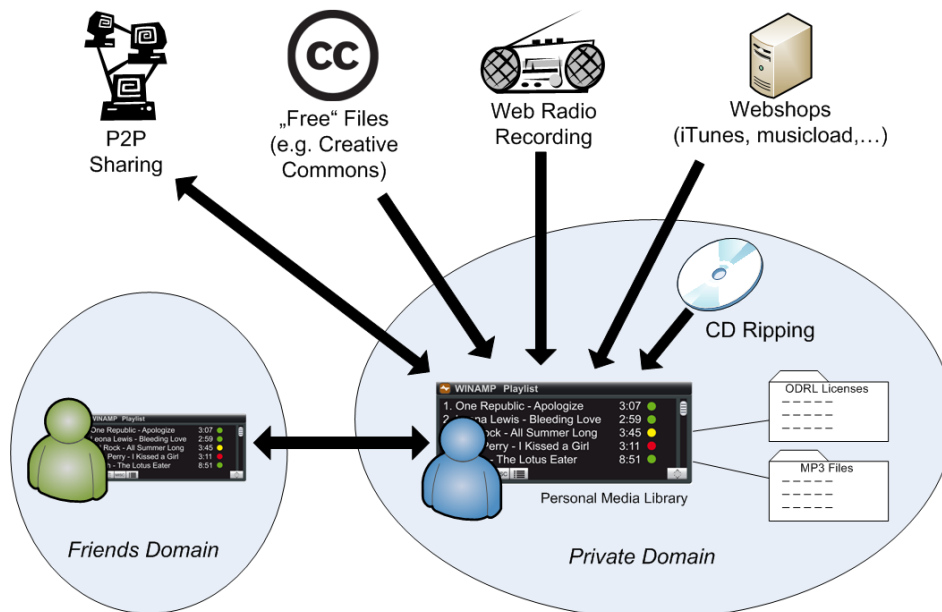 P2P
Sharing
CC
„Free“ Files
(e.g. Creative
Commons)
Web Radio
Recording
Webshops
(iTunes, musicload,...)
CD Ripping
WINAMP Playlist
1. One Republic - Apologize 3:07
2. Leona Lewis - Bleeding Love 2:59
Rock - All Summer Long 3:45
Perry - I Kissed a Girl 3:11
- The Lotus Eater 8:51
Personal Media Library
ODRL Licenses
MP3 Files
Private Domain
WINAMP Playlist
One Republic - Apologize 3:07
Leona Lewis - Bleeding Love 2:59
Rock - All Summer Long 3:45
Perry - I Kissed a Girl 3:11
- The Lotus Eater 8:51
Friends Domain